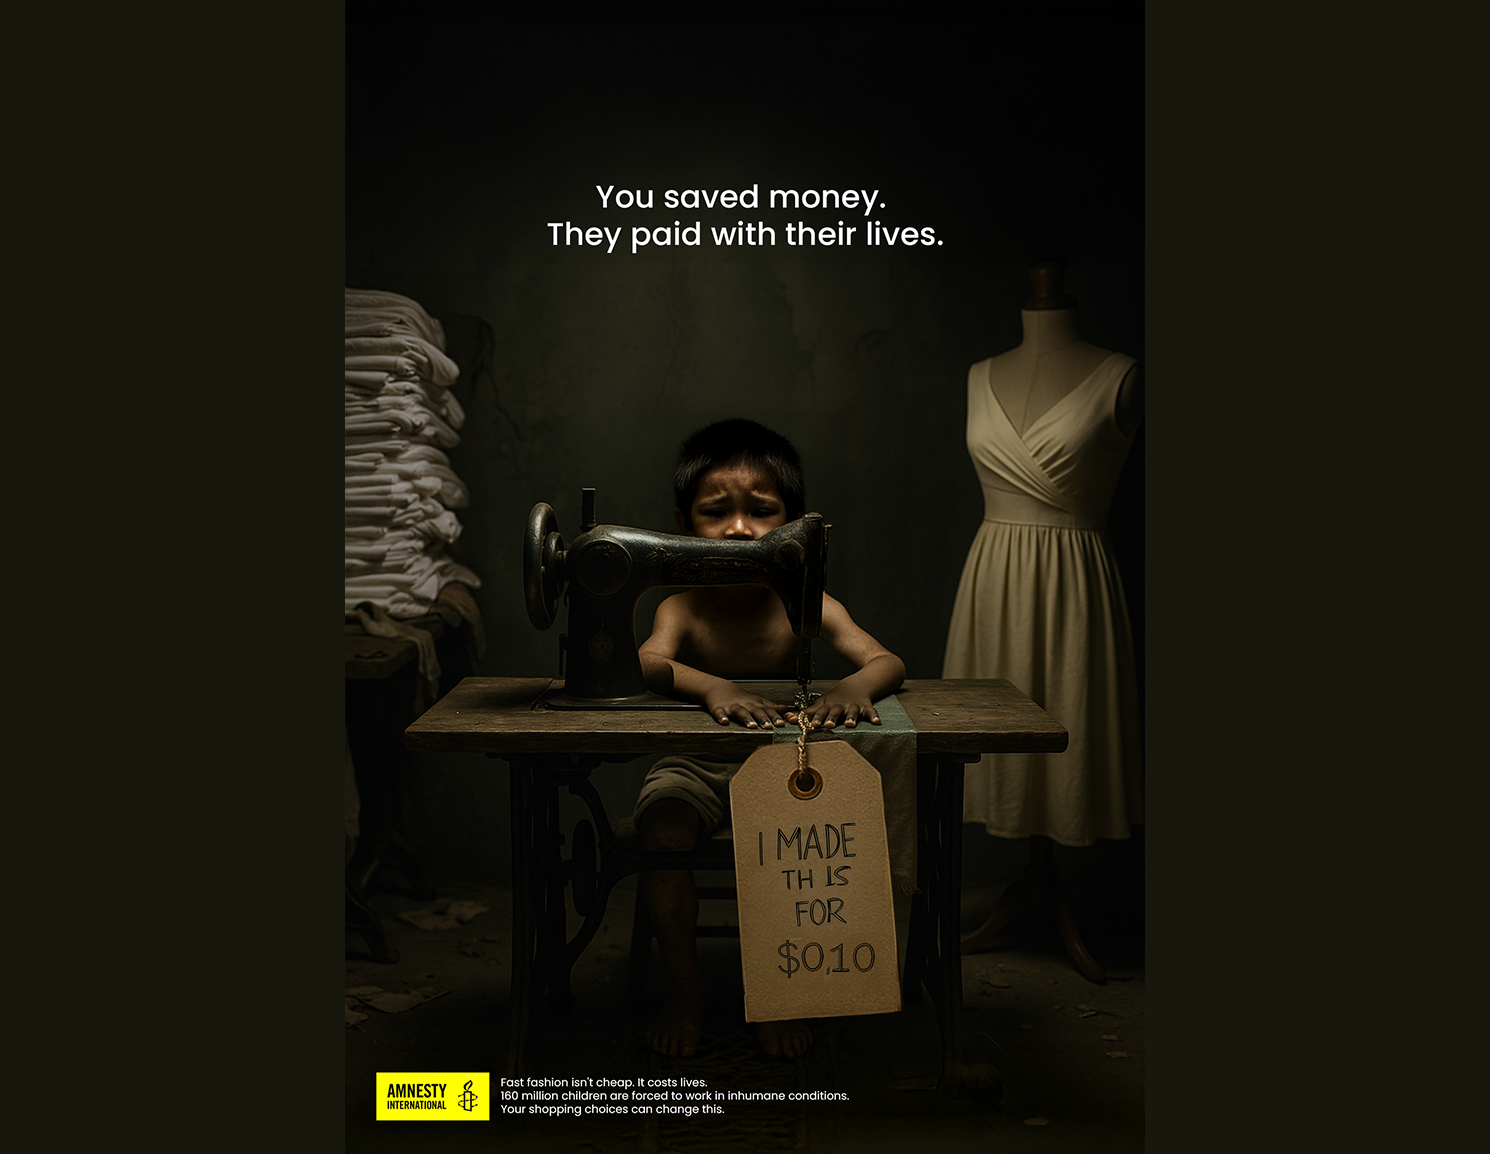 You saved money.
They paid with their lives.
I MADE
TH IS
FOR
$0,10
AMNESTY
INTERNATIONAL
Fast fashion isn't cheap. It costs lives.
160 million children are forced to work in inhumane conditions.
Your shopping choices can change this.